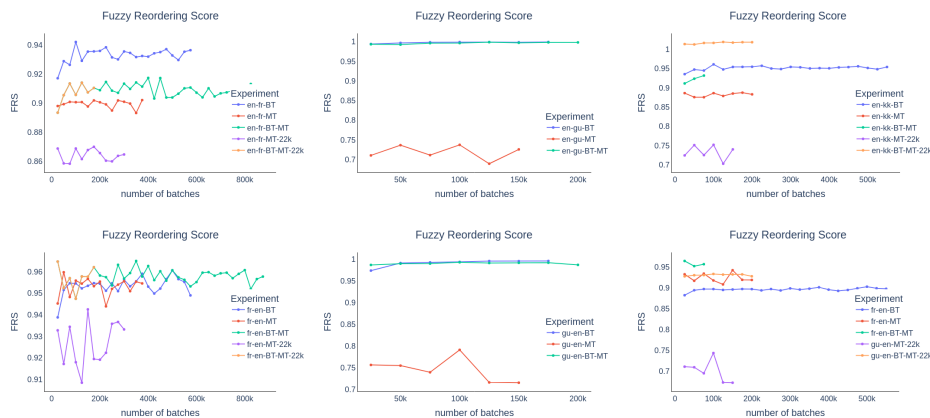 Fuzzy Reordering Score
0.94
0.92
0.9
0.88
0.86
FRS
0
200k
400k
600k
800k
number of batches
Experiment
en-fr-BT
en-fr-MT
en-fr-BT-MT
en-fr-MT-22k
en-fr-BT-MT-22k
Fuzzy Reordering Score
1
0.95
0.9
0.85
0.8
0.75
0.7
FRS
50k
100k
150k
200k
number of batches
Experiment
en-gu-BT
en-gu-MT
en-gu-BT-MT
Fuzzy Reordering Score
1
0.95
0.9
0.85
0.8
0.75
0.7
FRS
0
100k
200k
300k
400k
500k
number of batches
Experiment
en-kk-BT
en-kk-MT
en-kk-BT-MT
en-kk-MT-22k
en-kk-BT-MT-22k
Fuzzy Reordering Score
0.96
0.95
0.94
0.93
0.92
0.91
FRS
0
200k
400k
600k
800k
number of batches
Experiment
fr-en-BT
fr-en-MT
fr-en-BT-MT
fr-en-MT-22k
fr-en-BT-MT-22k
Fuzzy Reordering Score
1
0.95
0.9
0.85
0.8
0.75
0.7
FRS
50k
100k
150k
200k
number of batches
Experiment
gu-en-BT
gu-en-MT
gu-en-BT-MT
Fuzzy Reordering Score
0.95
0.9
0.85
0.8
0.75
0.7
FRS
0
100k
200k
300k
400k
500k
number of batches
Experiment
fr-en-BT
fr-en-MT
fr-en-BT-MT
gu-en-MT-22k
gu-en-BT-MT-22k